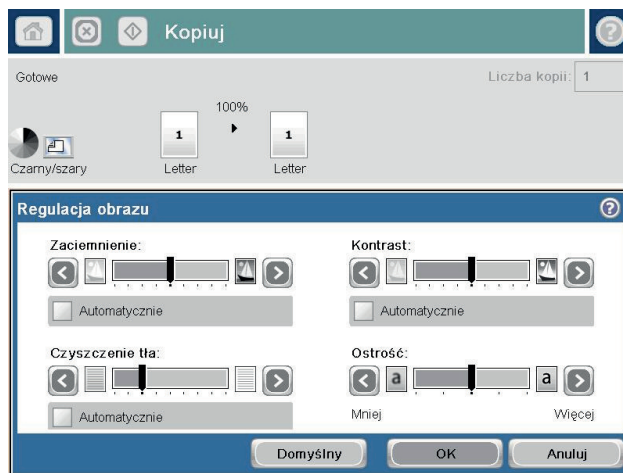 Kopiuj
Gotowe
Liczba kopii: 1
100%
1
1
Czarny/szary
Letter
Letter
Regulacja obrazu
Zaciemnienie:
Kontrast:
Automatycznie
Automatycznie
Czyszczenie tła:
Ostrość:
a
a
Automatycznie
Mniej
Więcej
Domyślny
OK
Anuluj